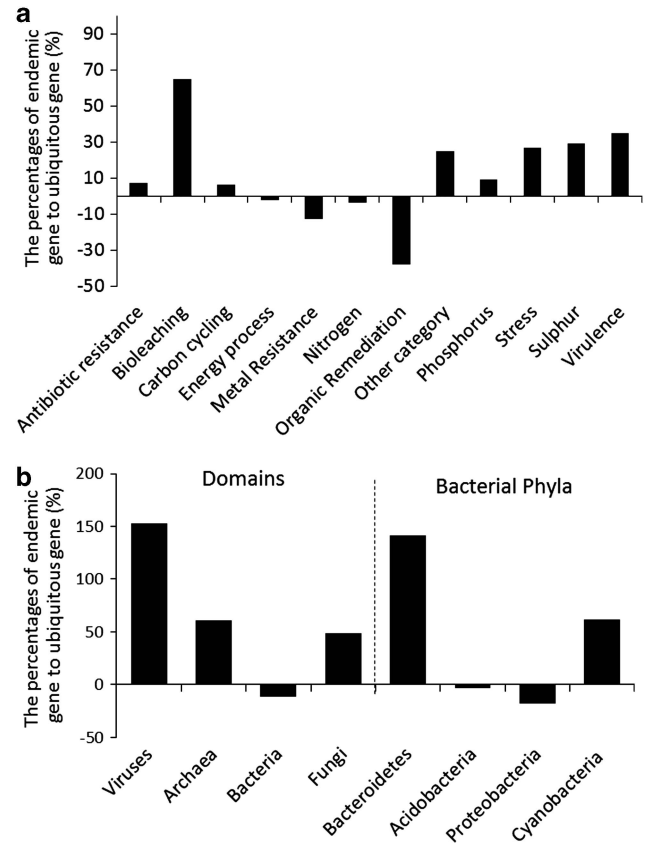 a
The percentages of endemic
gene to ubiquitous gene (%)
90
70
50
30
10
-10
-30
-50
Antibiotic resistance
Bioleaching
Carbon cycling
Energy process
Metal Resistance
Nitrogen
Organic Remediation
Other category
Phosphorus
Stress
Sulphur
Virulence
b
The percentages of endemic
gene to ubiquitous gene (%)
200
150
100
50
0
-50
Domains
Bacterial Phyla
Viruses
Archaea
Bacteria
Fungi
Bacteroidetes
Acidobacteria
Proteobacteria
Cyanobacteria